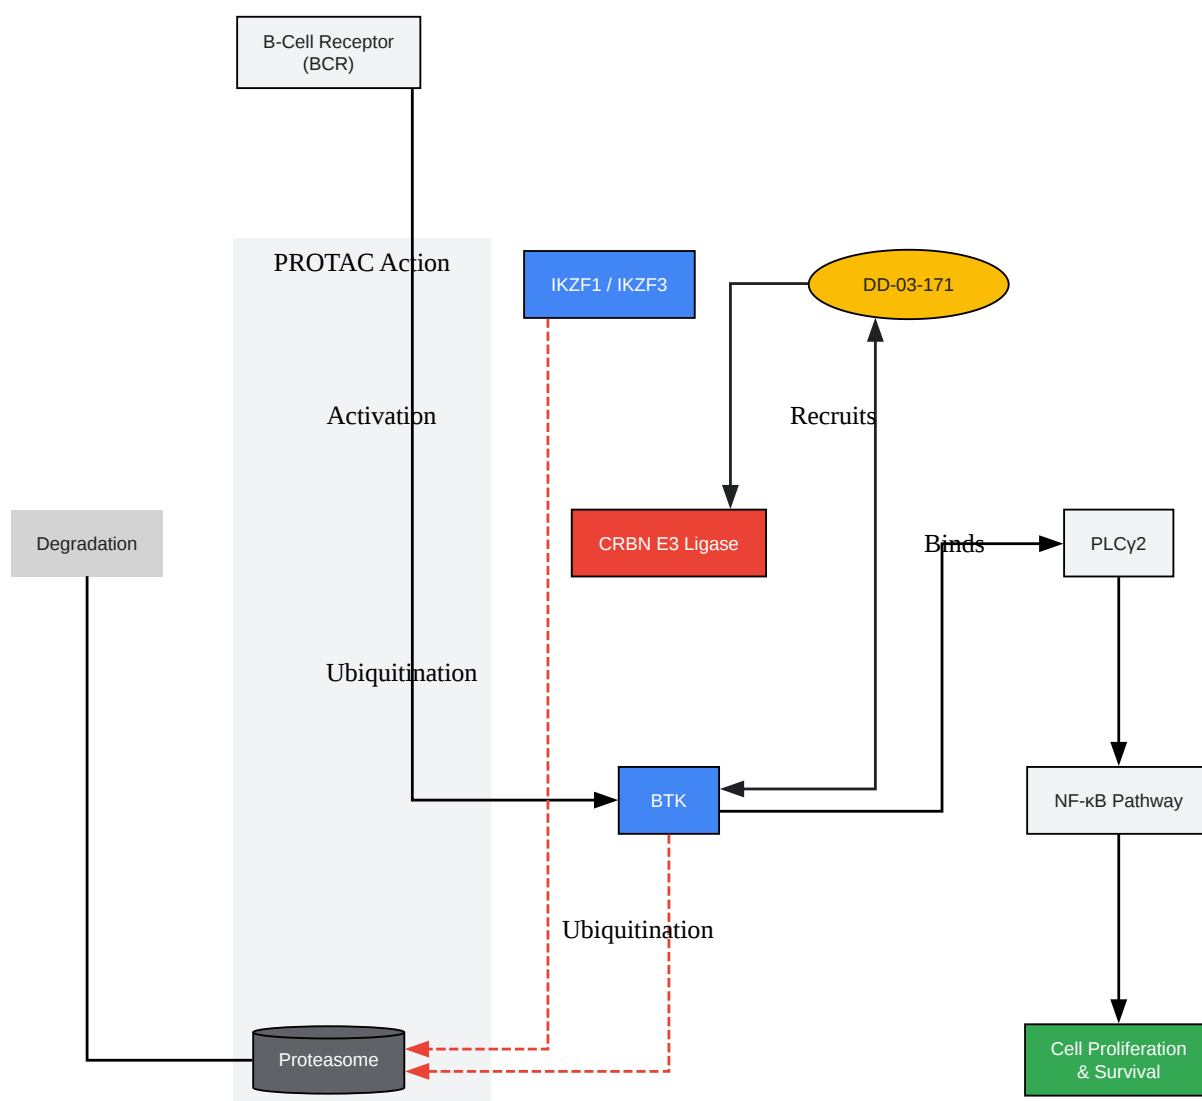 B-Cell Receptor
(BCR)
PROTAC Action
IKZF1 / IKZF3
DD-03-171
Activation
Recruits
Degradation
CRBN E3 Ligase
Binds
PLCγ2
Ubiquitination
BTK
NF-κB Pathway
Ubiquitination
Proteasome
Cell Proliferation
& Survival